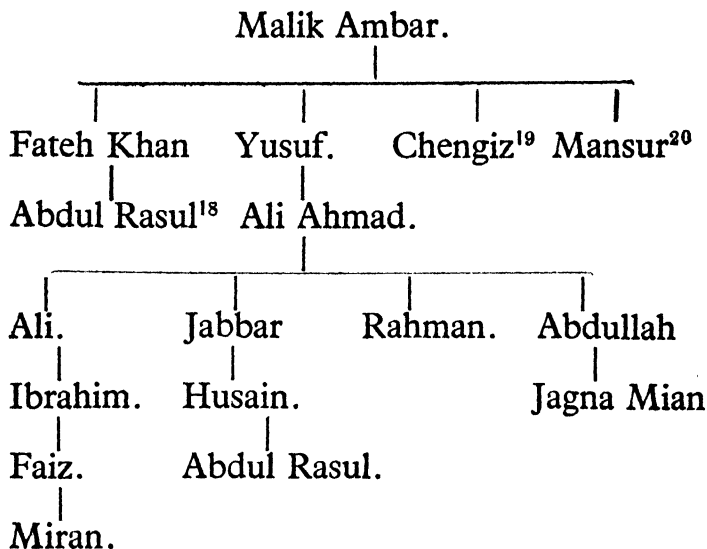 Malik Ambar.
Fateh Khan Yusuf. Chengiz¹⁹ Mansur²⁰
Abdul Rasul¹⁸ Ali Ahmad.
Ali. Jabbar Rahman. Abdullah
Ibrahim. Husain. Jagna Mian
Faiz. Abdul Rasul.
Miran.